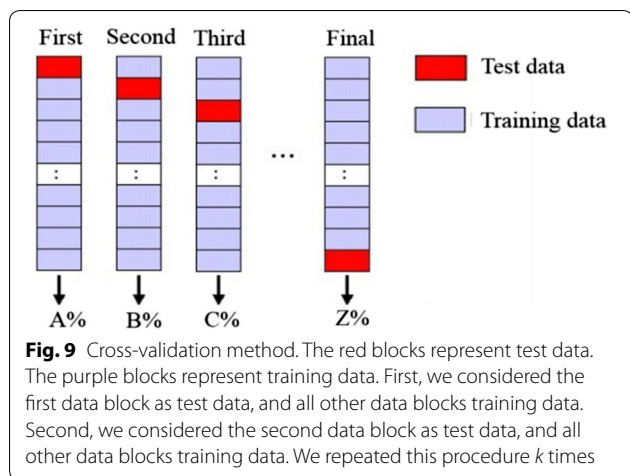 First Second Third Final
Test data
Training data
: : : :
...
A% B% C% Z%
Fig. 9 Cross-validation method. The red blocks represent test data.
The purple blocks represent training data. First, we considered the
first data block as test data, and all other data blocks training data.
Second, we considered the second data block as test data, and all
other data blocks training data. We repeated this procedure k times